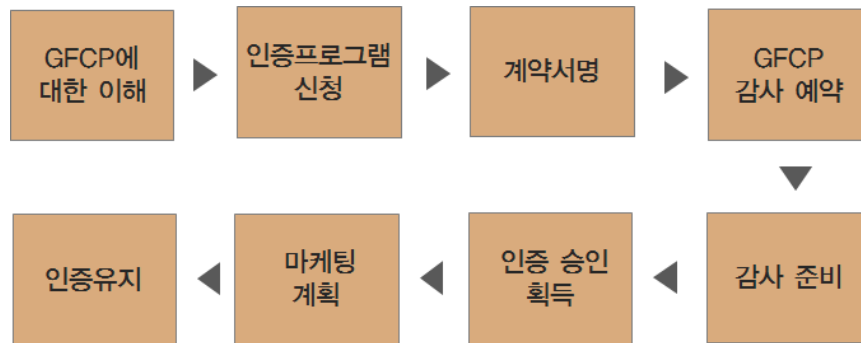 GFCP에
대한 이해
인증프로그램
신청
계약서명
GFCP
감사 예약
감사 준비
인증 승인
획득
마케팅
계획
인증유지